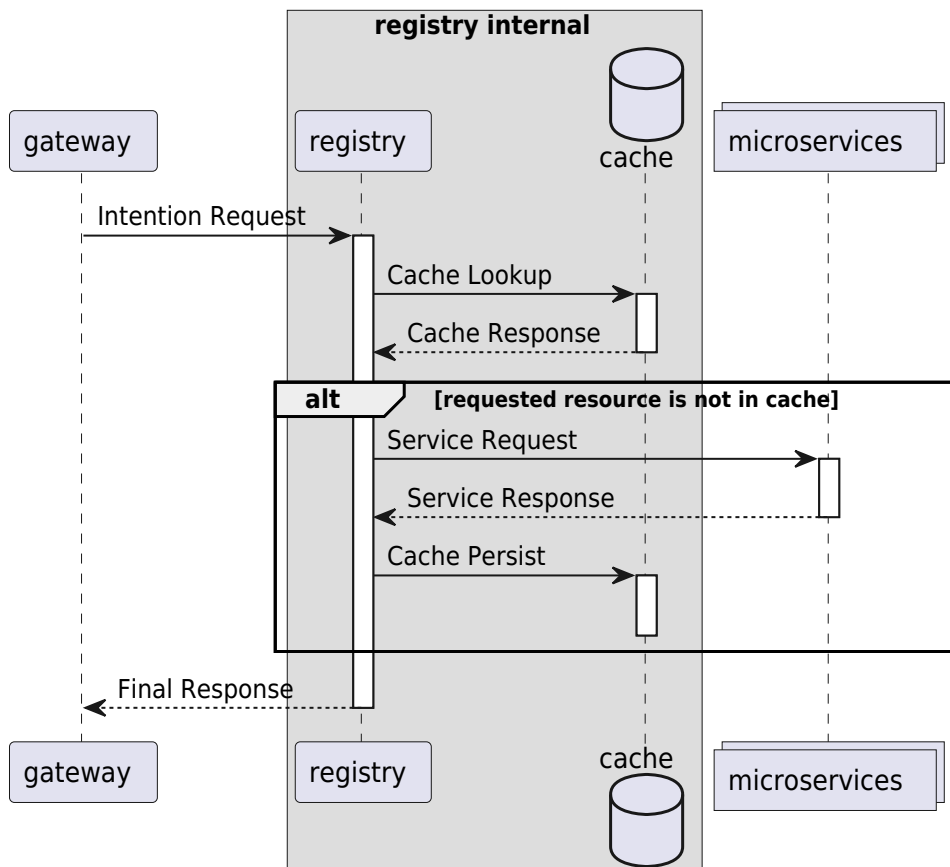 registry internal
gateway
registry
cache
microservices
Intention Request
Cache Lookup
Cache Response
alt
[requested resource is not in cache]
Service Request
Service Response
Cache Persist
Final Response
gateway
registry
cache
microservices